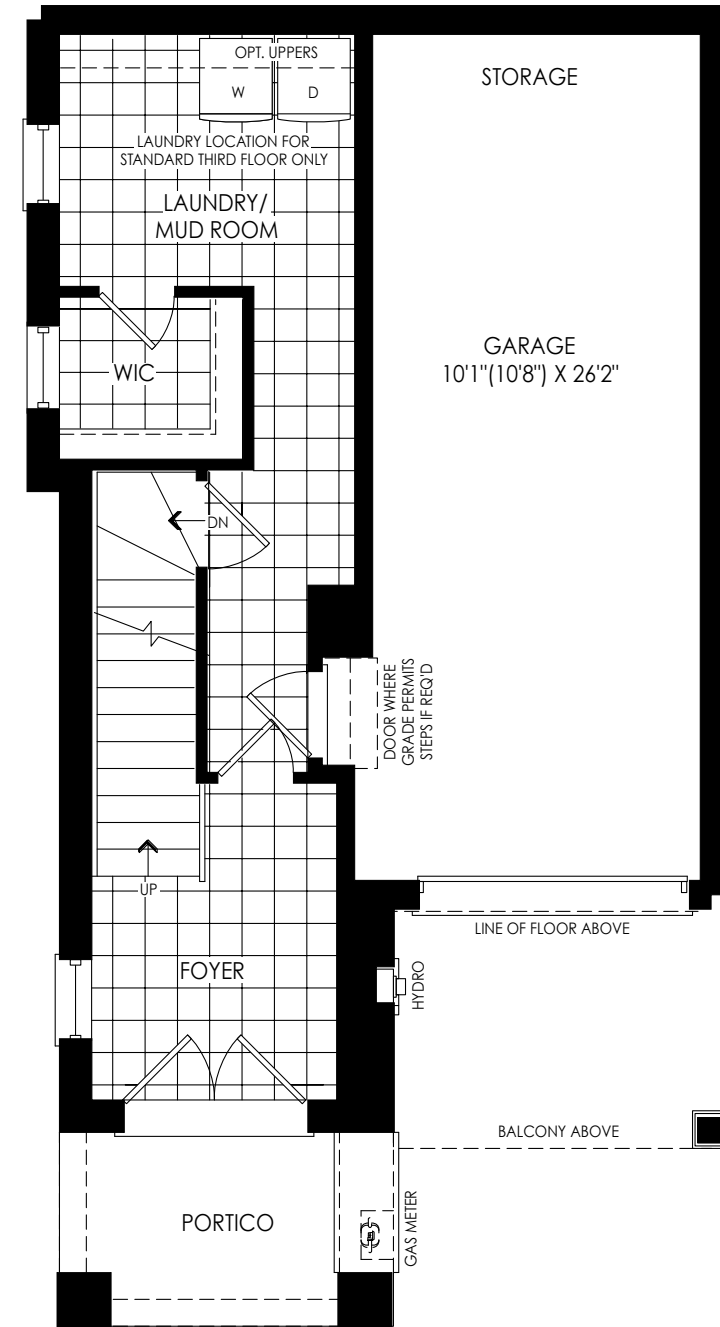 OPT. UPPERS
W
D
STORAGE
LAUNDRY LOCATION FOR
STANDARD THIRD FLOOR ONLY
LAUNDRY/
MUD ROOM
GARAGE
10'1"(10'8") X 26'2"
WIC
DN
DOOR WHERE
GRADE PERMITS
STEPS IF REQ'D
UP
LINE OF FLOOR ABOVE
FOYER
HYDRO
BALCONY ABOVE
PORTICO
GAS METER